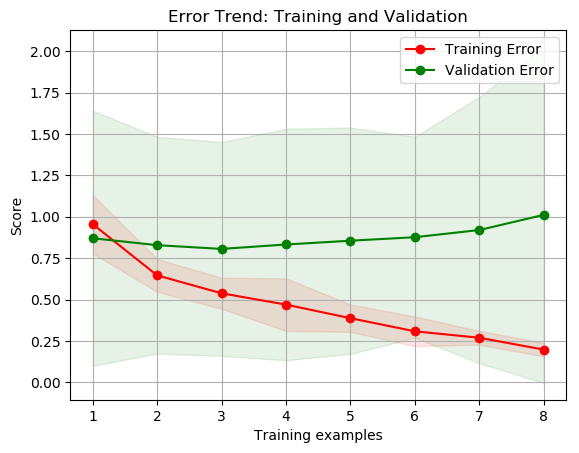 Error Trend: Training and Validation
Training Error
Validation Error
Score
2.00
1.75
1.50
1.25
1.00
0.75
0.50
0.25
0.00
1 2 3 4 5 6 7 8
Training examples